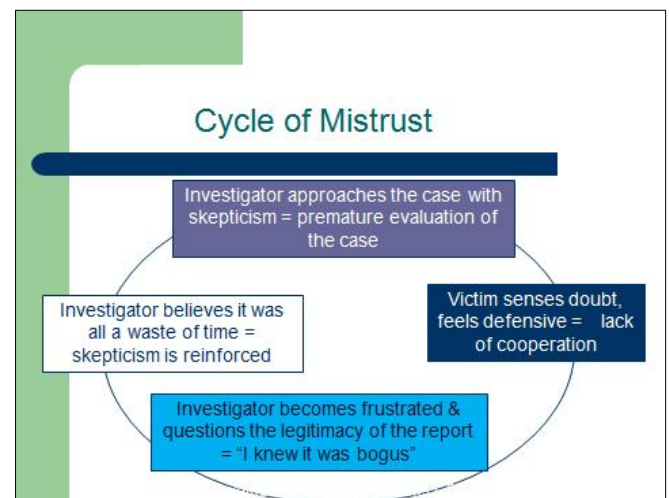 Cycle of Mistrust
Investigator approaches the case with
skepticism = premature evaluation of
the case
Victim senses doubt,
feels defensive = lack
of cooperation
Investigator becomes frustrated &
questions the legitimacy of the report
= “I knew it was bogus”
Investigator believes it was
all a waste of time =
skepticism is reinforced